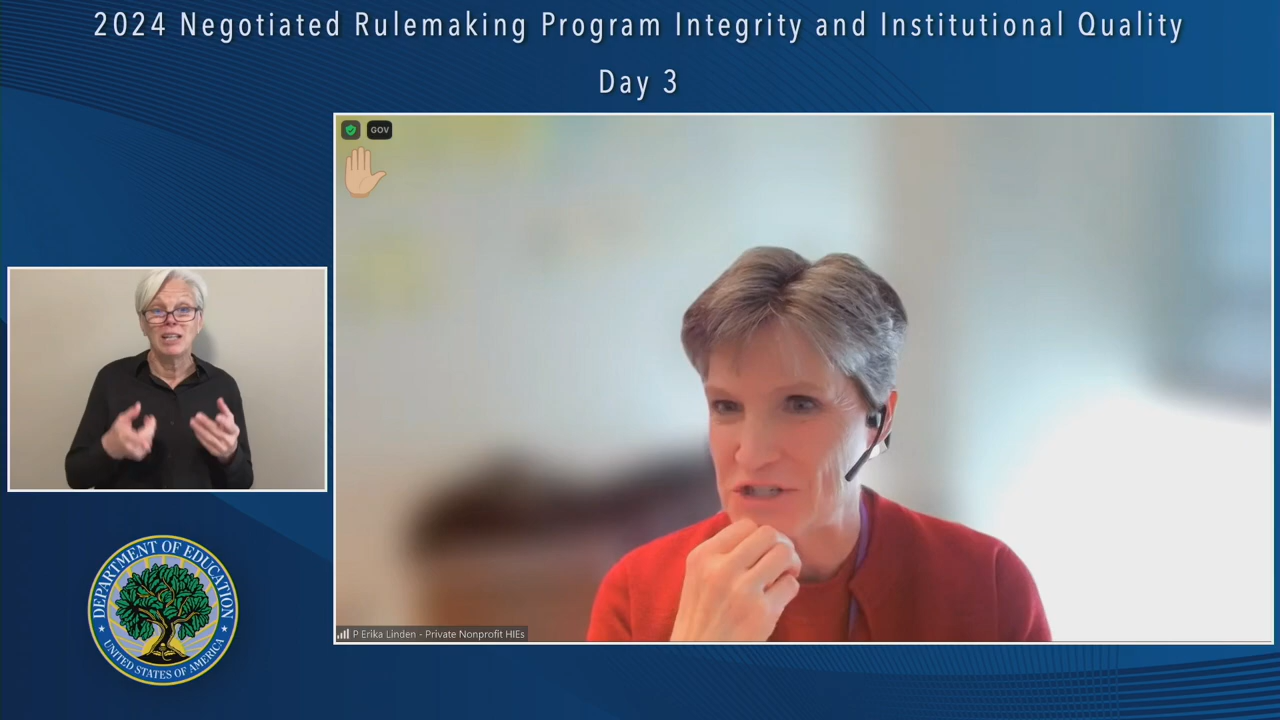 2024 Negotiated Rulemaking Program Integrity and Institutional Quality
Day 3
GOV
P Erika Linden - Private Nonprofit HIEs
DEPARTMENT OF EDUCATION
UNITED STATES OF AMERICA